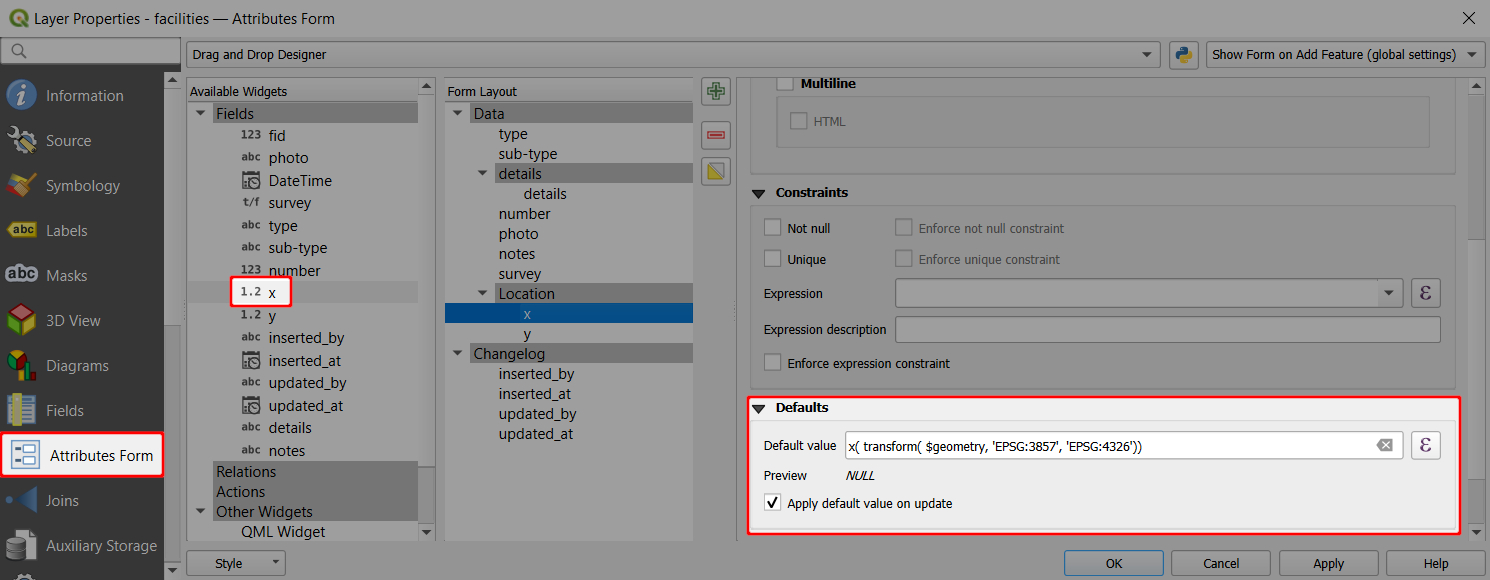 Layer Properties - facilities — Attributes Form
Drag and Drop Designer
Show Form on Add Feature (global settings)
Information
Source
Symbology
abc Labels
abc Masks
3D View
Diagrams
Fields
Attributes Form
Joins
Auxiliary Storage
Available Widgets
Fields
123 fid
abc photo
DateTime
t/f survey
abc type
abc sub-type
123 number
1.2 x
1.2 y
abc inserted_by
inserted_at
abc updated_by
updated_at
abc details
abc notes
Relations
Actions
Other Widgets
QML Widget
Style
Form Layout
Data
type
sub-type
details
details
number
photo
notes
survey
Location
x
y
Changelog
inserted_by
inserted_at
updated_by
updated_at
Multiline
HTML
Constraints
Not null
Enforce not null constraint
Unique
Enforce unique constraint
Expression
ε
Expression description
Enforce expression constraint
Defaults
Default value
x( transform( $geometry, 'EPSG:3857', 'EPSG:4326'))
ε
Preview
NULL
Apply default value on update
OK
Cancel
Apply
Help